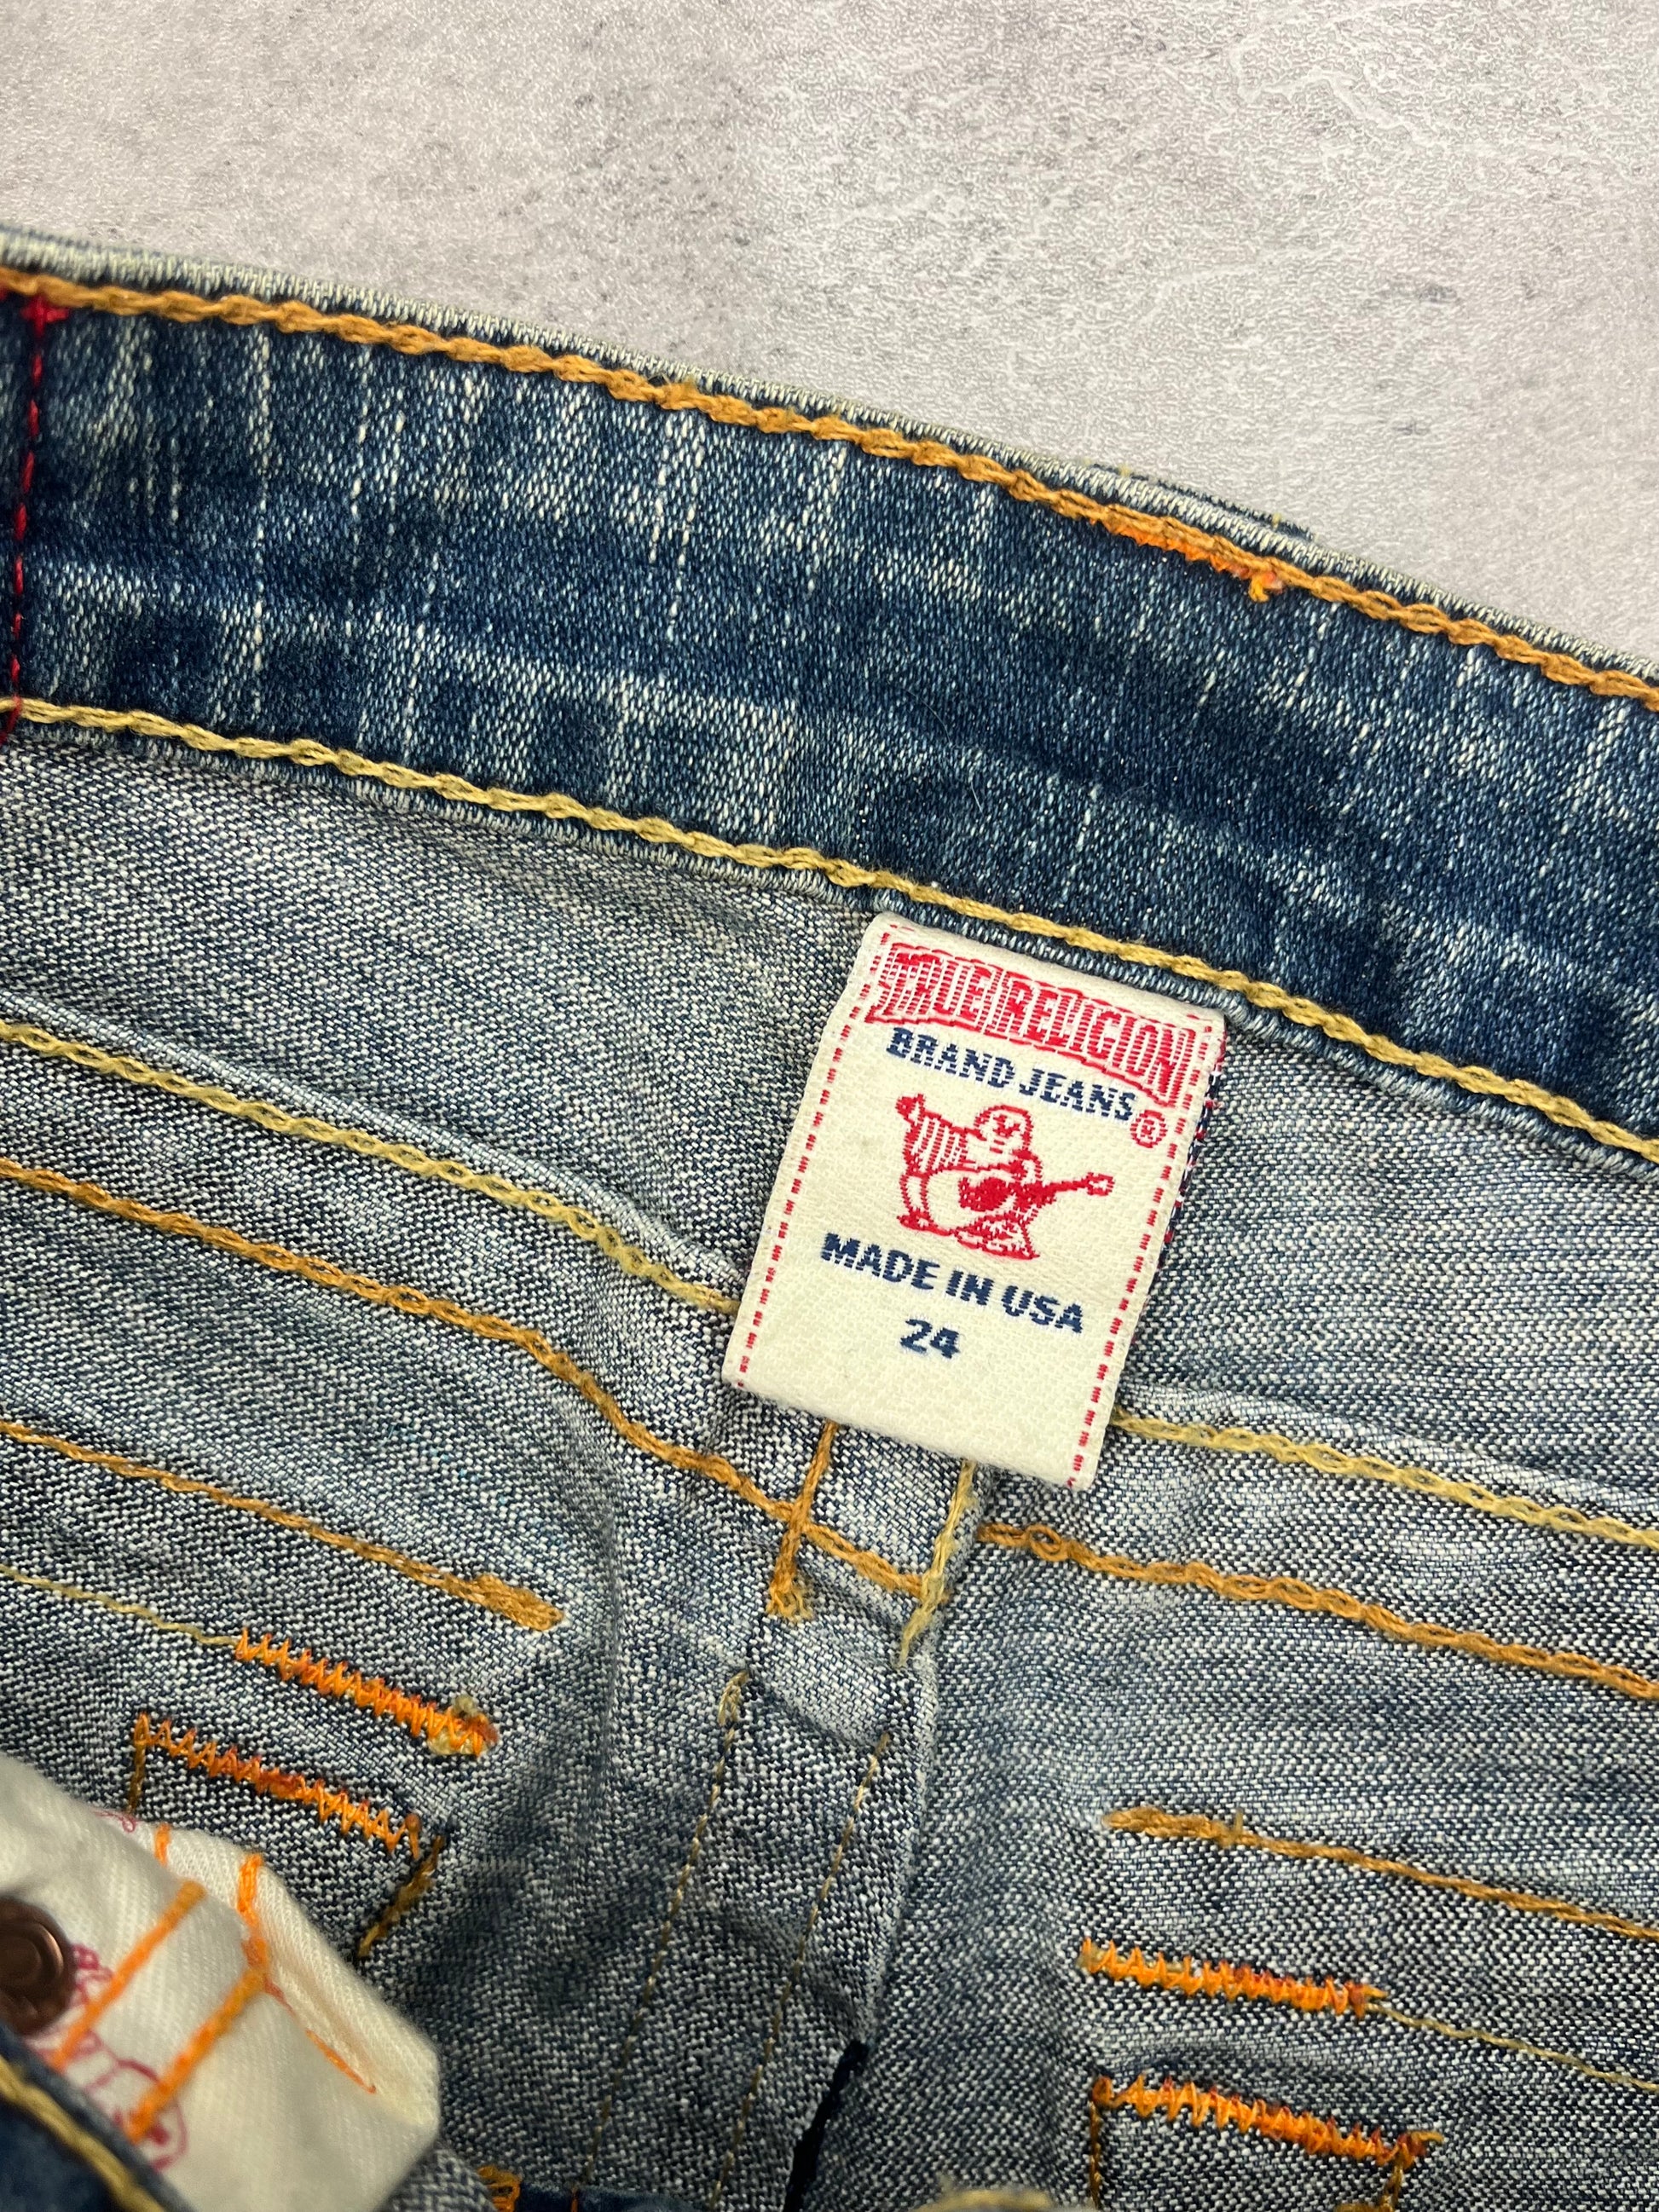 TRUE RELIGION
BRAND JEANS®
MADE IN USA
24